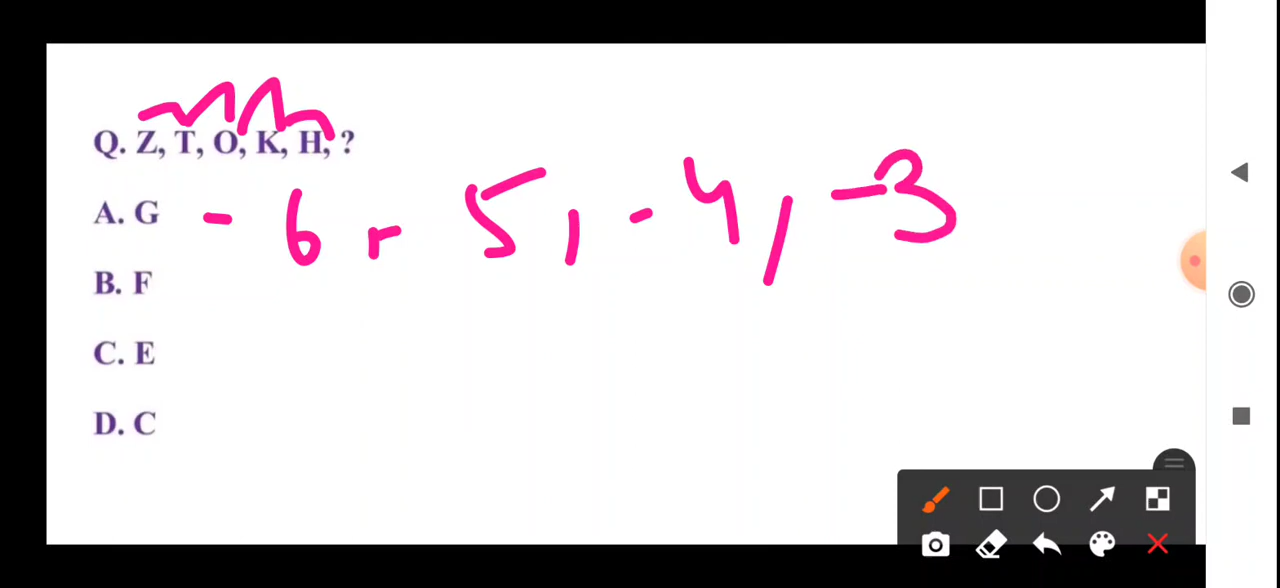 Q. Z, T, O, K, H, ?
A. G
- 6 - 5, - 4, -3
B. F
C. E
D. C